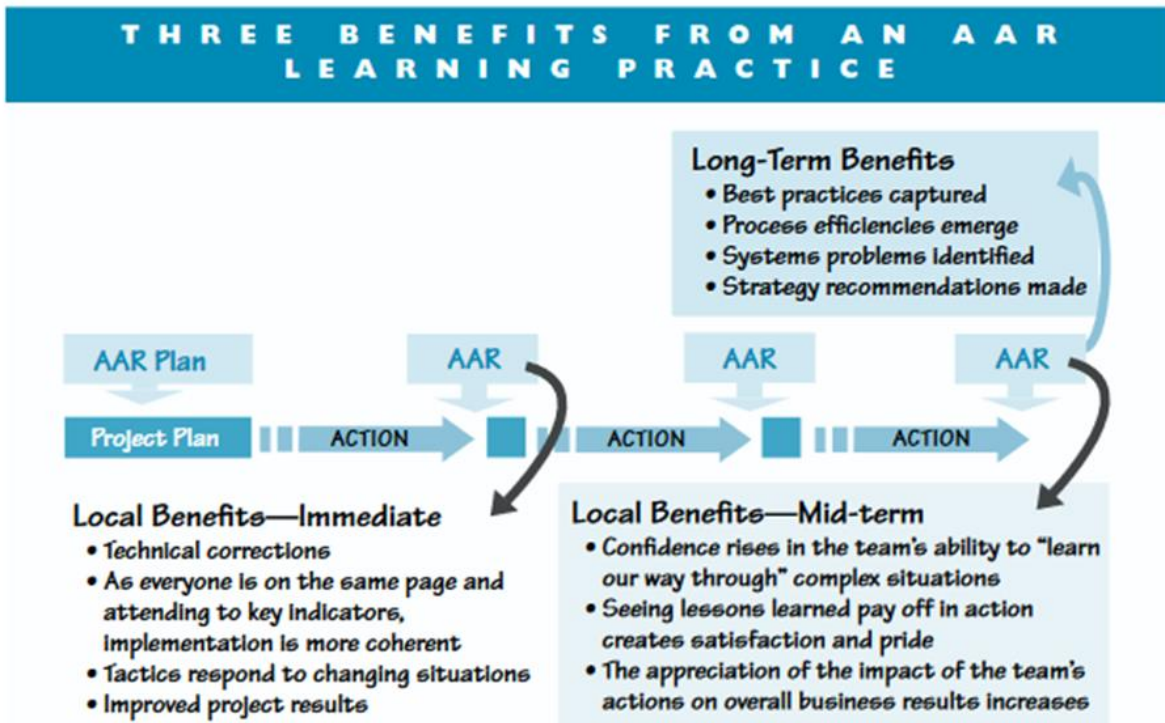 THREE BENEFITS FROM AN AAR
LEARNING PRACTICE
Long-Term Benefits
• Best practices captured
• Process efficiencies emerge
• Systems problems identified
• Strategy recommendations made
AAR Plan
AAR
AAR
AAR
Project Plan
ACTION
ACTION
ACTION
Local Benefits—Immediate
• Technical corrections
• As everyone is on the same page and
attending to key indicators,
implementation is more coherent
• Tactics respond to changing situations
• Improved project results
Local Benefits—Mid-term
• Confidence rises in the team's ability to "learn
our way through" complex situations
• Seeing lessons learned pay off in action
creates satisfaction and pride
• The appreciation of the impact of the team's
actions on overall business results increases